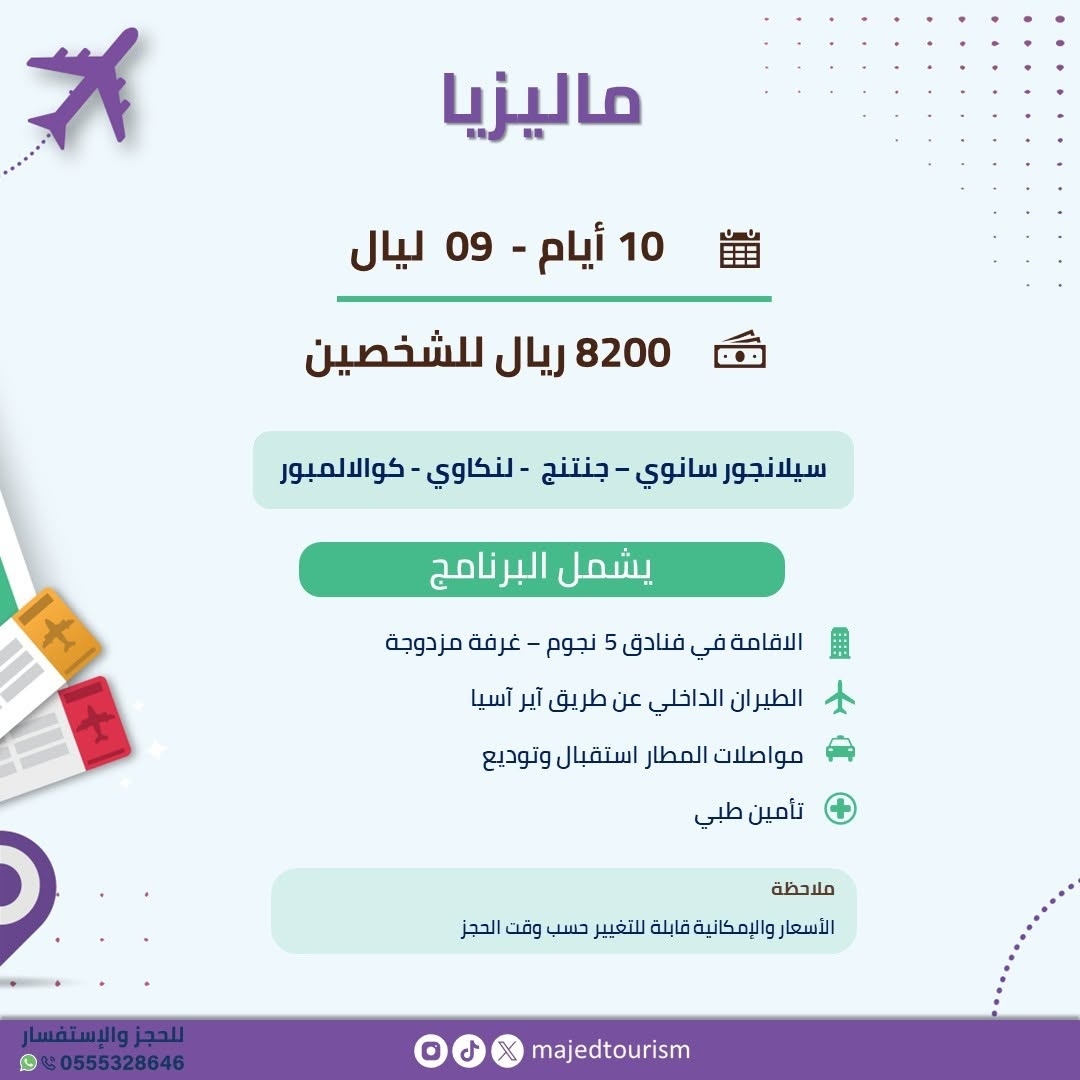 ماليزيا
10 أيام - 09 ليال
8200 ريال للشخصين
سيلانجور سانوي – جنتنج - لنكاوي - كوالالمبور
يشمل البرنامج
الاقامة في فنادق 5 نجوم – غرفة مزدوجة
الطيران الداخلي عن طريق آير آسيا
مواصلات المطار استقبال وتوديع
تأمين طبي
ملاحظة
الأسعار والإمكانية قابلة للتغيير حسب وقت الحجز
للحجز والإستفسار
0555328646
majedtourism